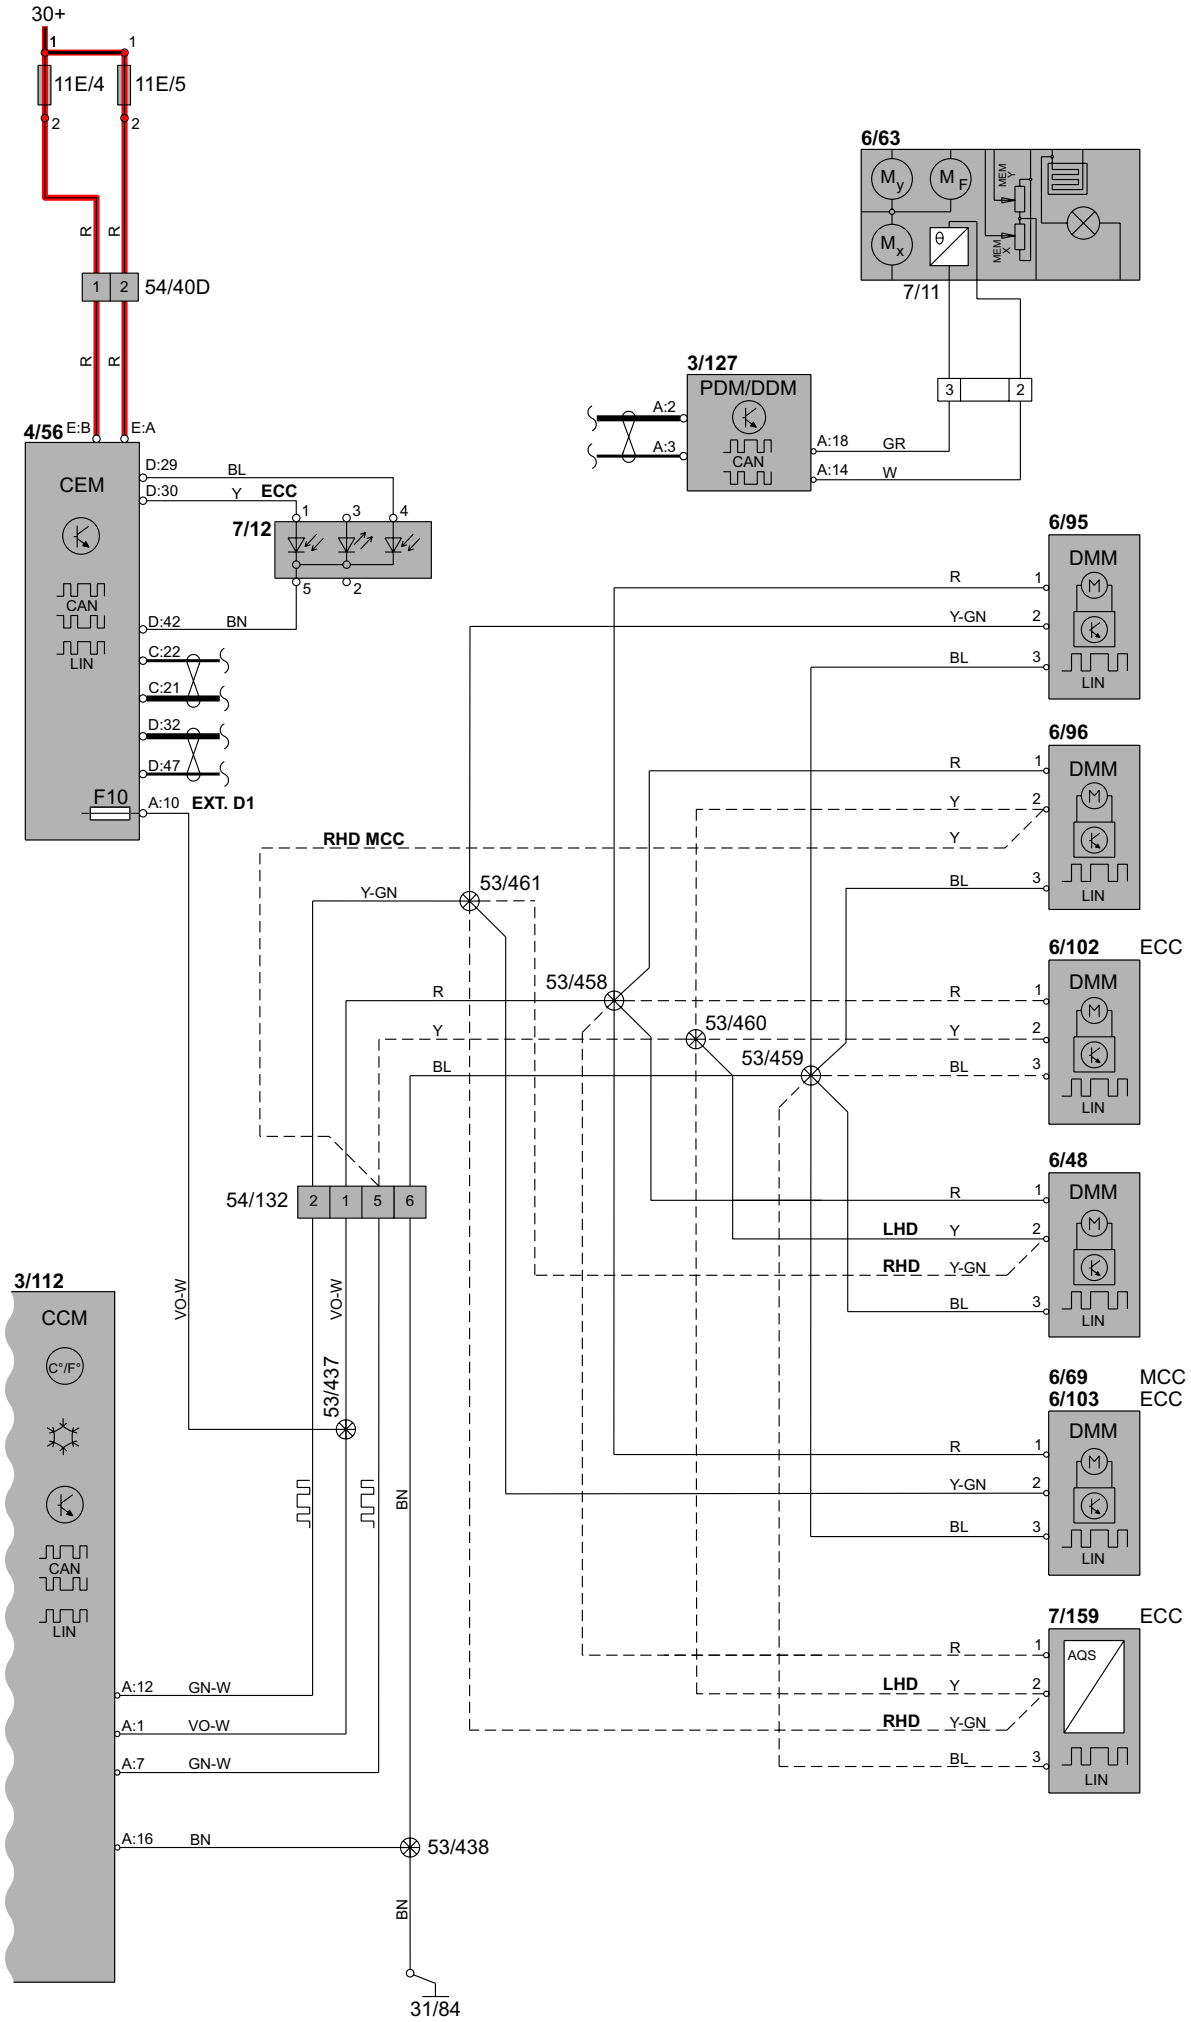 30+
1 1
11E/4 11E/5
2 2
R R
1 2 54/40D
R R
4/56 E:B E:A
CEM
CAN
LIN
F10
D:29 BL
D:30 Y ECC
7/12 1 3 4
5 2
D:42 BN
C:22
C:21
D:32
D:47
A:10 EXT. D1
6/63
My MF
Mx
MEM Y
MEM X
θ
7/11
3 2
3/127
PDM/DDM
CAN
A:2
A:3
A:18 GR
A:14 W
6/95
DMM
M
LIN
R 1
Y-GN 2
BL 3
6/96
DMM
M
LIN
R 1
Y 2
RHD MCC Y
BL 3
Y-GN 53/461
6/102 ECC
DMM
M
LIN
R 53/458 R 1
Y 53/460 Y 2
BL 53/459 BL 3
54/132 2 1 5 6
6/48
DMM
M
LIN
R 1
LHD Y 2
RHD Y-GN
BL 3
3/112
CCM
C°/F°
CAN
LIN
VO-W VO-W
53/437
BN
6/69 MCC
6/103 ECC
DMM
M
LIN
R 1
Y-GN 2
BL 3
7/159 ECC
AQS
LIN
R 1
LHD Y 2
RHD Y-GN
BL 3
A:12 GN-W
A:1 VO-W
A:7 GN-W
A:16 BN 53/438
BN
31/84